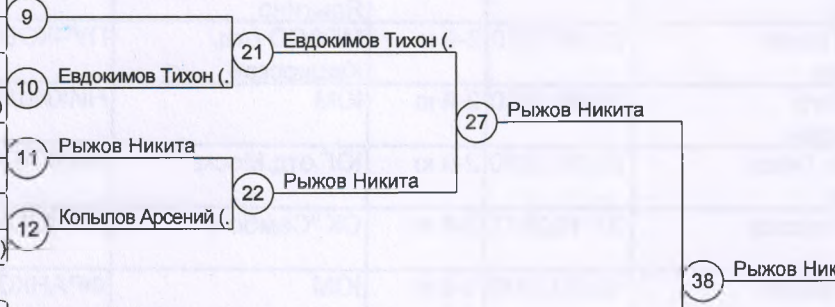 9
21 Евдокимов Тихон (.
10 Евдокимов Тихон (.
27 Рыжов Никита
11 Рыжов Никита
22 Рыжов Никита
12 Копылов Арсений (.
38 Рыжов Ник